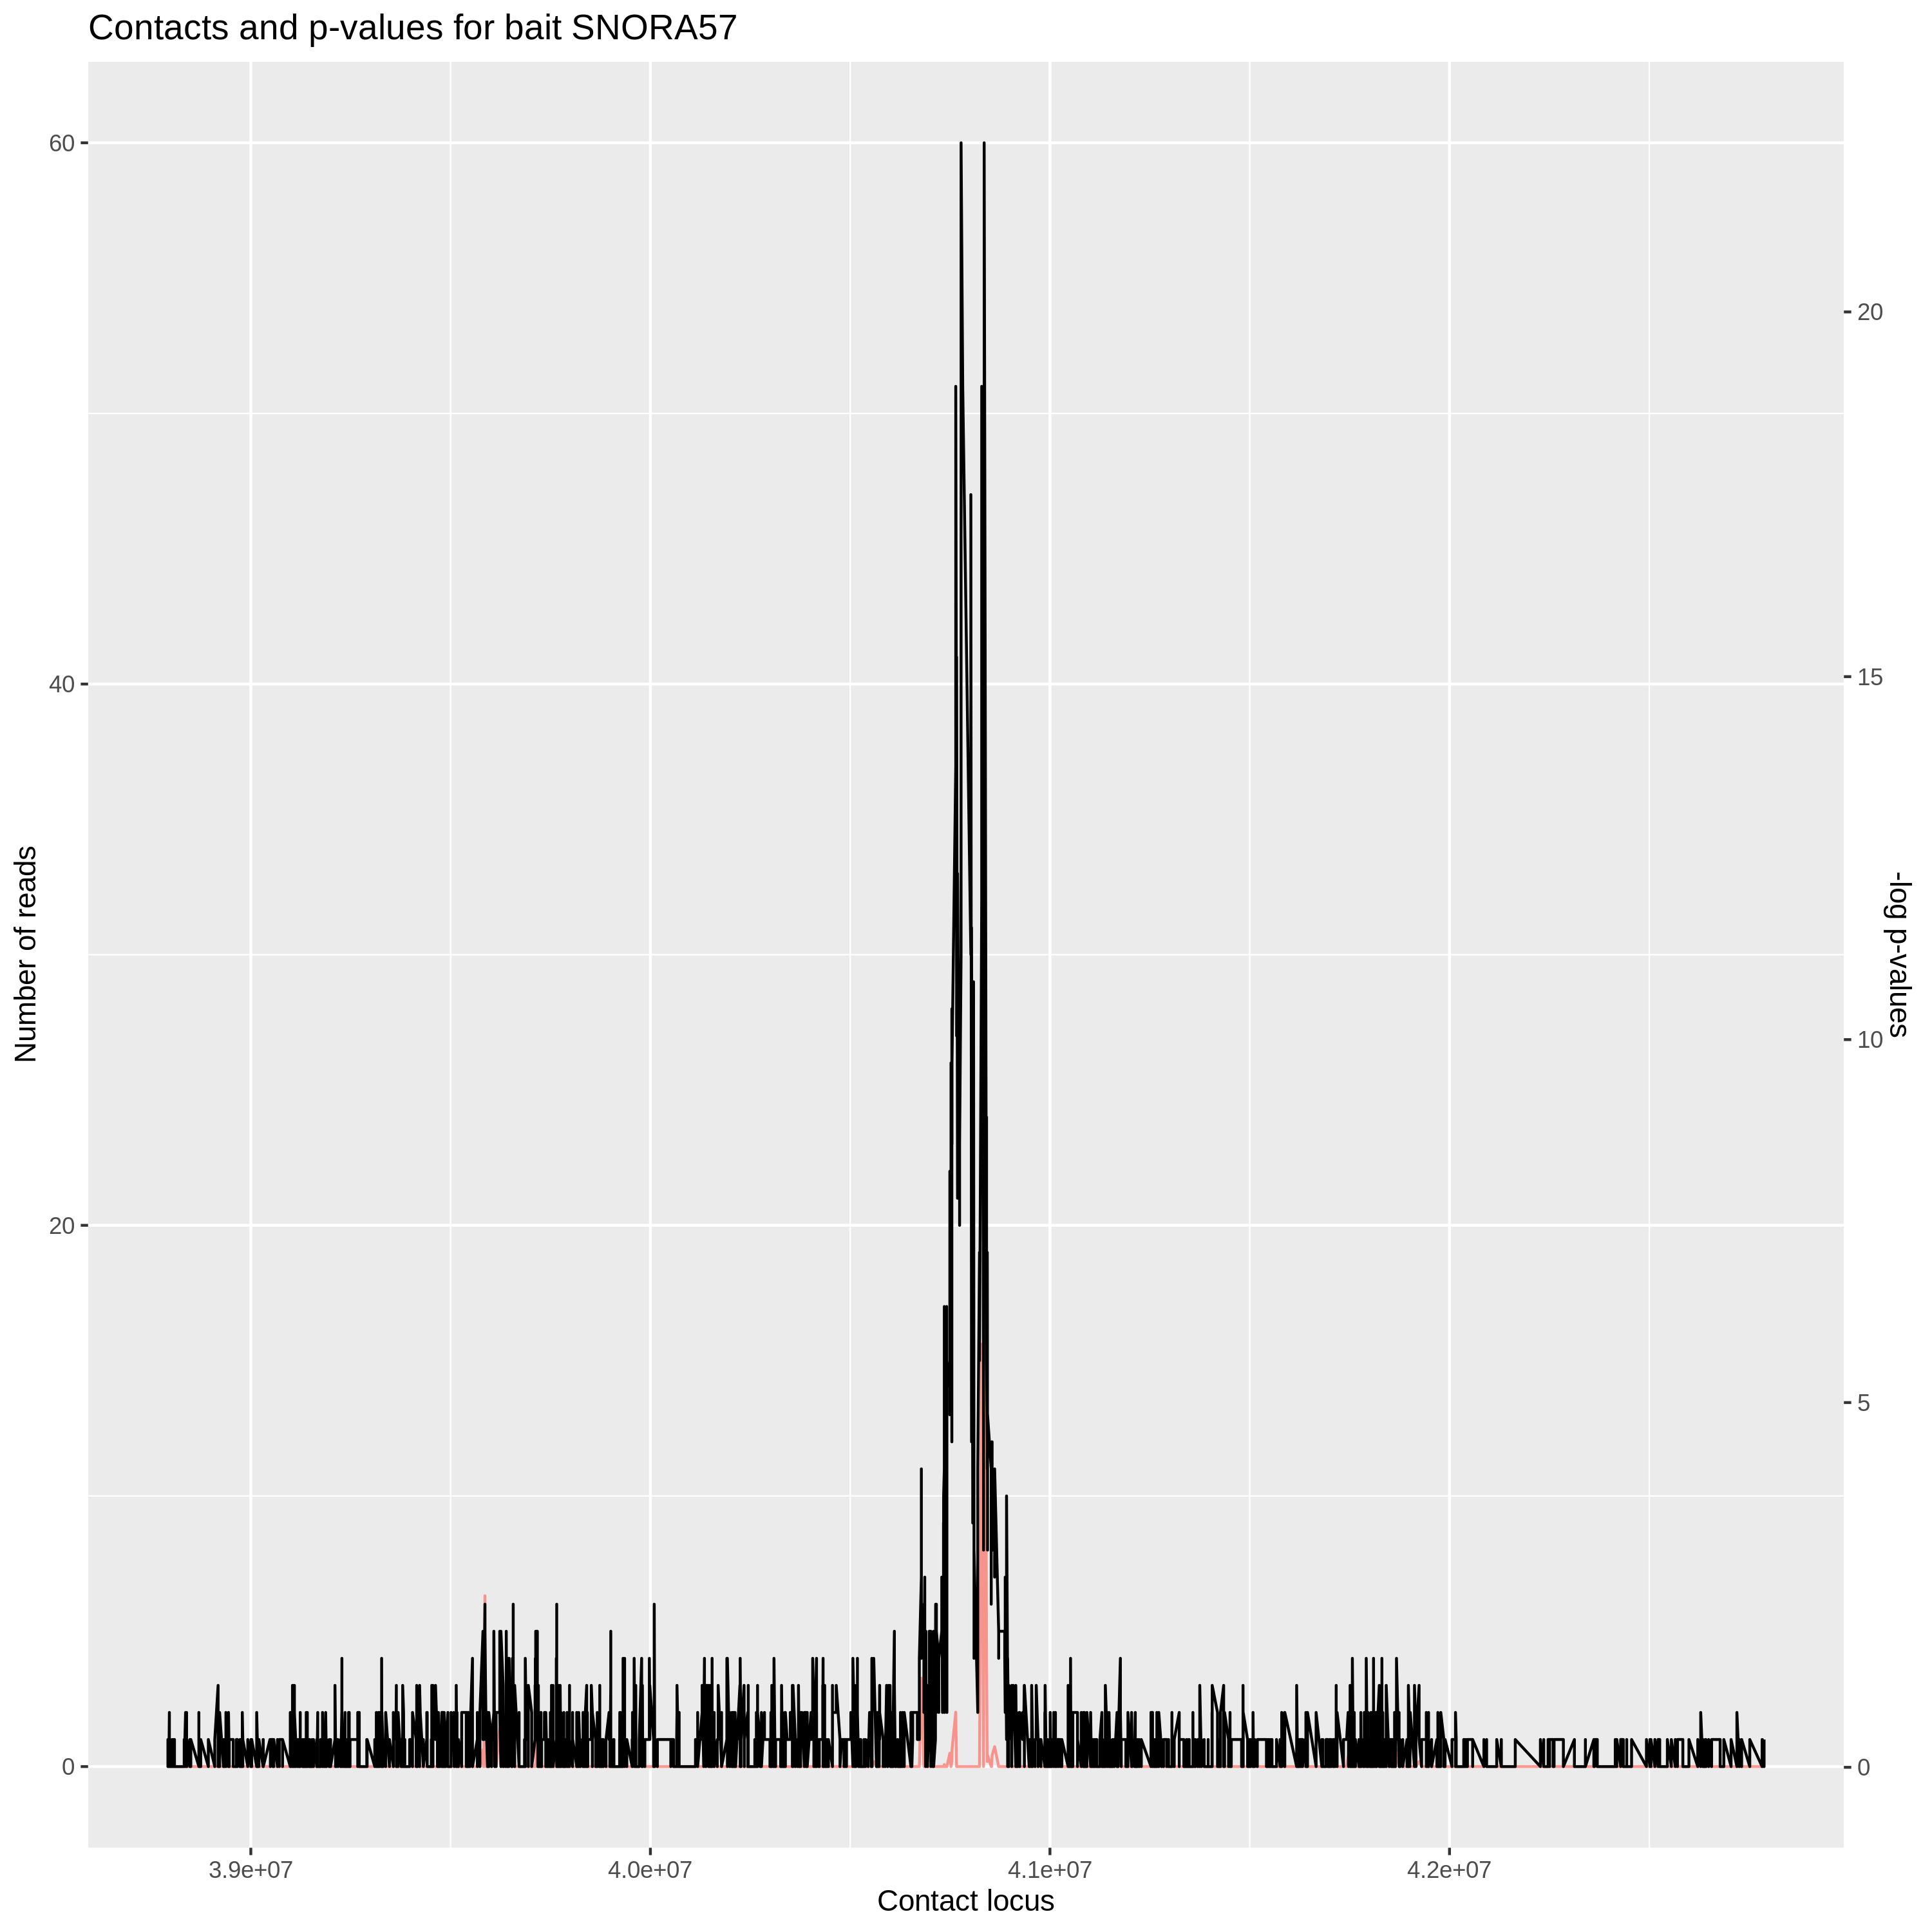 Contacts and p-values for bait SNORA57
60
40
20
0
Number of reads
20
15
10
5
0
-log p-values
3.9e+07
4.0e+07
4.1e+07
4.2e+07
Contact locus